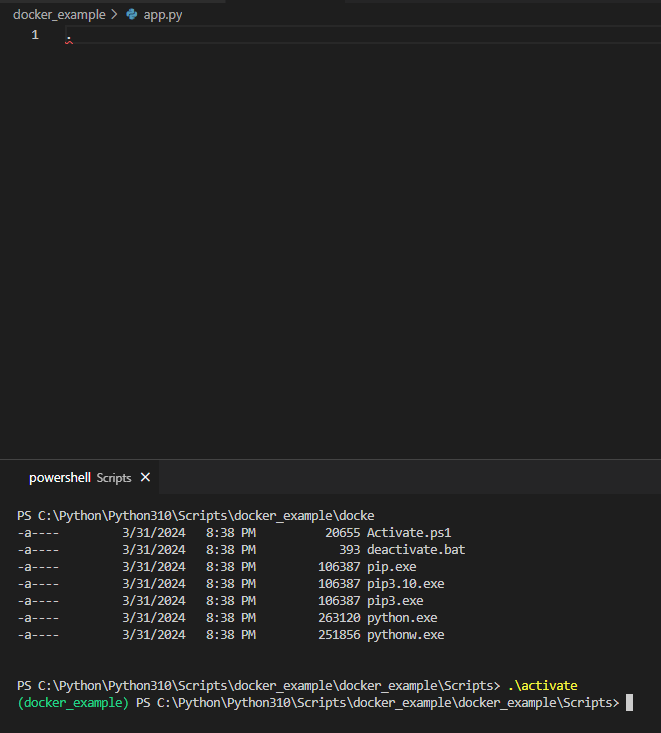 docker_example > app.py
1 .
powershell Scripts ×
PS C:\Python\Python310\Scripts\docker_example\docke
-a---- 3/31/2024 8:38 PM 20655 Activate.ps1
-a---- 3/31/2024 8:38 PM 393 deactivate.bat
-a---- 3/31/2024 8:38 PM 106387 pip.exe
-a---- 3/31/2024 8:38 PM 106387 pip3.10.exe
-a---- 3/31/2024 8:38 PM 106387 pip3.exe
-a---- 3/31/2024 8:38 PM 263120 python.exe
-a---- 3/31/2024 8:38 PM 251856 pythonw.exe
PS C:\Python\Python310\Scripts\docker_example\docker_example\Scripts> .\activate
(docker_example) PS C:\Python\Python310\Scripts\docker_example\docker_example\Scripts>